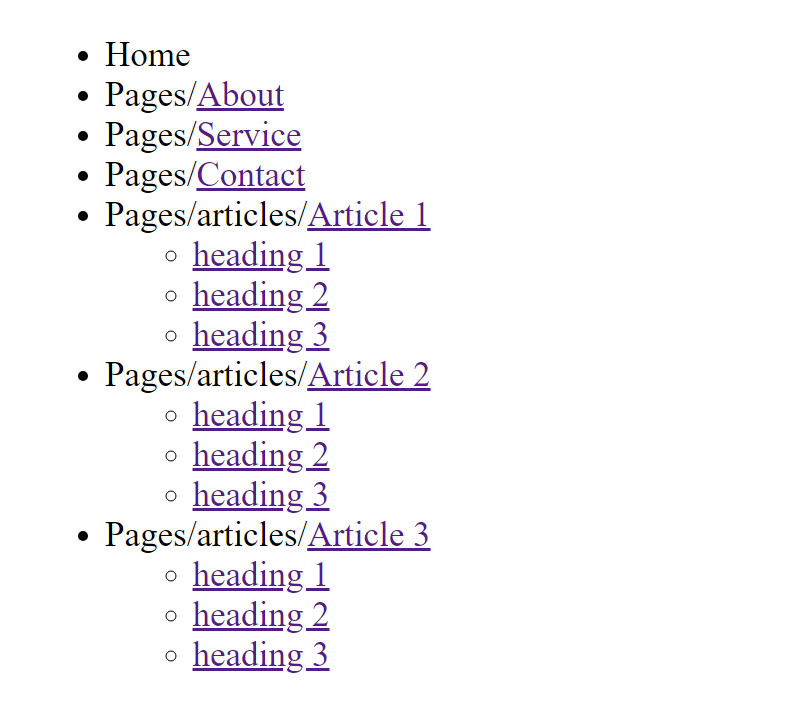 Home
Pages/About
Pages/Service
Pages/Contact
Pages/articles/Article 1
heading 1
heading 2
heading 3
Pages/articles/Article 2
heading 1
heading 2
heading 3
Pages/articles/Article 3
heading 1
heading 2
heading 3